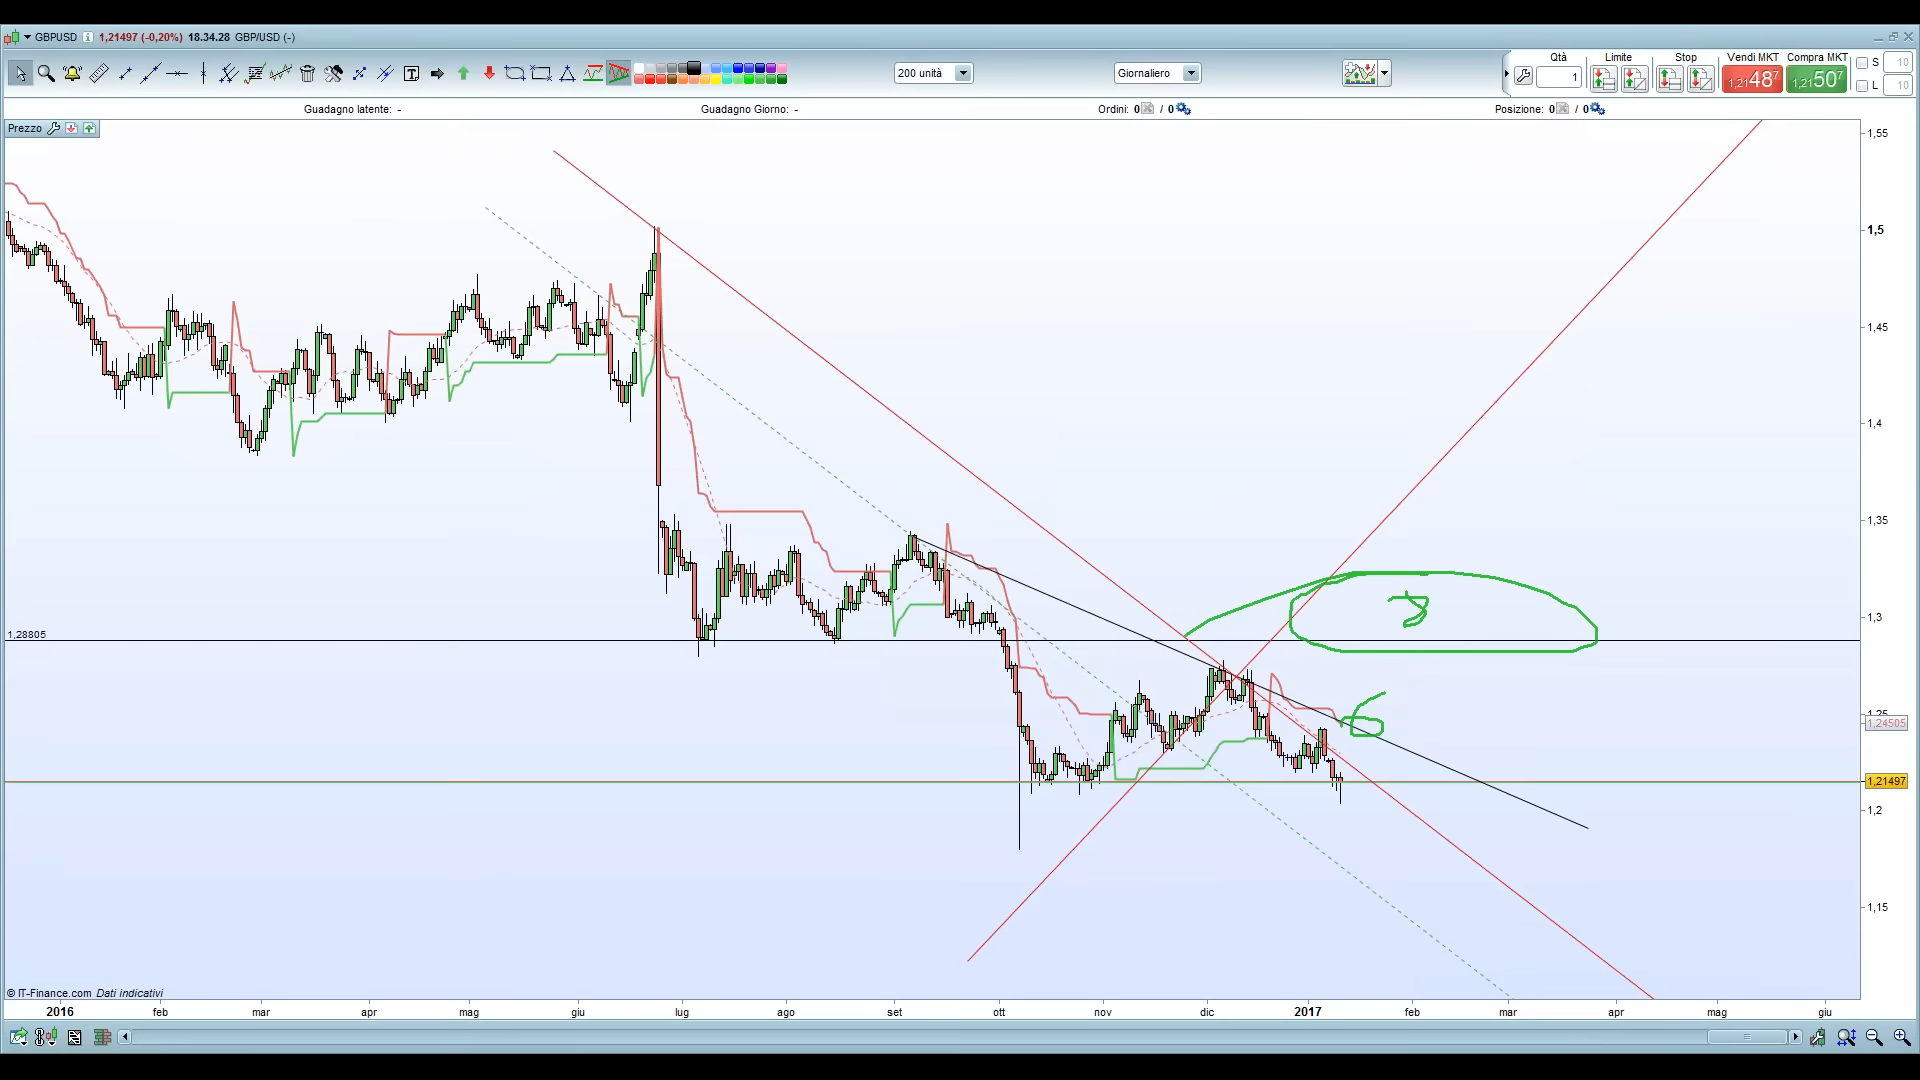 GBPUSD 1,21497 (-0,20%) 18.34.28 GBP/USD (-)
200 unità Giornaliero
Qtà Limite Stop Vendi MKT Compra MKT
1 1,21487 1,21507
S 10
L 10
Guadagno latente: - Guadagno Giorno: - Ordini: 0 / 0 Posizione: 0 / 0
Prezzo
1,55
1,5
1,45
1,4
1,35
1,3
1,28805
1,25
1,24505
1,21497
1,2
1,15
© IT-Finance.com Dati indicativi
2016 feb mar apr mag giu lug ago set ott nov dic 2017 feb mar apr mag giu